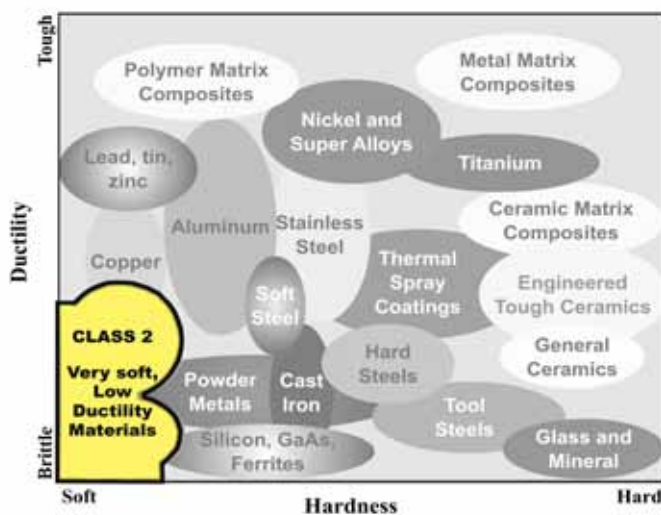 Tough
Ductility
Brittle
Polymer Matrix
Composites
Metal Matrix
Composites
Nickel and
Super Alloys
Lead, tin,
zinc
Titanium
Aluminum
Stainless
Steel
Ceramic Matrix
Composites
Copper
Thermal
Spray
Coatings
Engineered
Tough Ceramics
Soft
Steel
CLASS 2
Very soft,
Low
Ductility
Materials
Hard
Steels
General
Ceramics
Powder
Metals
Cast
Iron
Tool
Steels
Silicon, GaAs,
Ferrites
Glass and
Mineral
Soft
Hardness
Hard